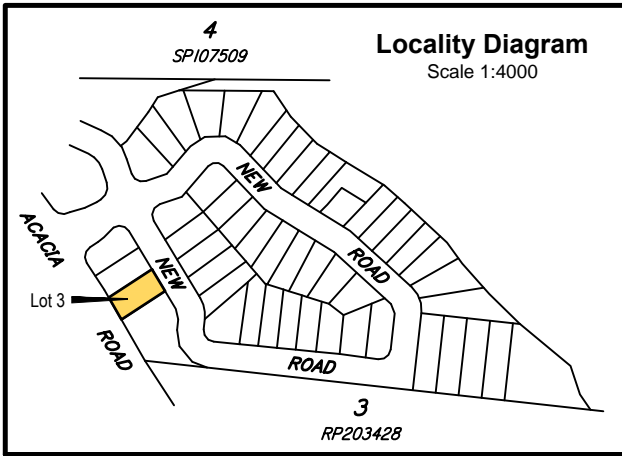 4
SP107509
Locality Diagram
Scale 1:4000
NEW
ROAD
ACACIA
ROAD
NEW
ROAD
Lot 3
3
RP203428